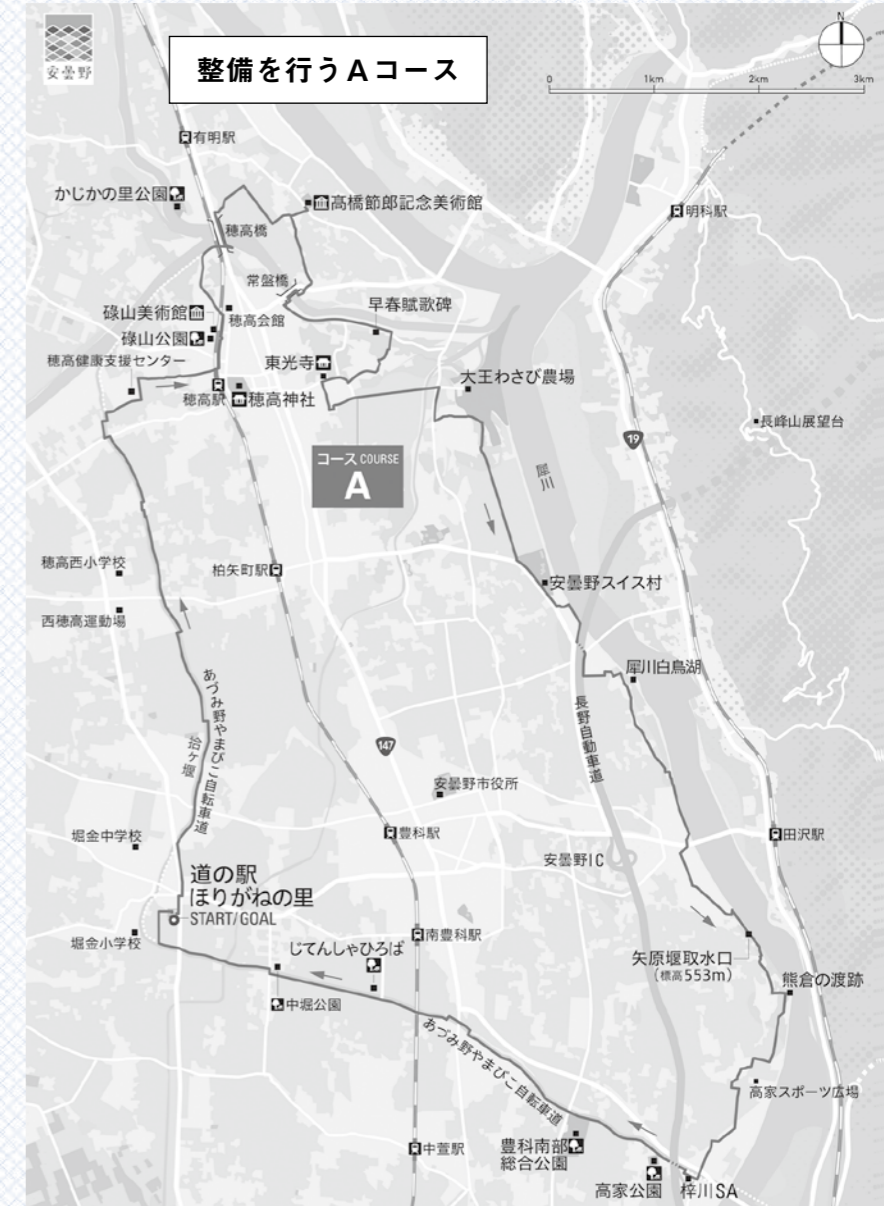 安曇野
整備を行うAコース
N
0 1km 2km 3km
有明駅
かじかの里公園
髙橋節郎記念美術館
明科駅
穂高橋
常盤橋
碌山美術館
穂高会館
早春賦歌碑
碌山公園
穂高健康支援センター
東光寺
大王わさび農場
穂高駅
穂高神社
長峰山展望台
19
コース COURSE
A
犀川
穂高西小学校
柏矢町駅
安曇野スイス村
西穂高運動場
犀川白鳥湖
あづみ野やまびこ自転車道
拾ヶ堰
長野自動車道
147
安曇野市役所
堀金中学校
豊科駅
田沢駅
安曇野IC
道の駅
ほりがねの里
START/GOAL
堀金小学校
南豊科駅
じてんしゃひろば
矢原堰取水口
(標高553m)
熊倉の渡跡
中堀公園
あづみ野やまびこ自転車道
高家スポーツ広場
中萱駅
豊科南部
総合公園
高家公園
梓川SA